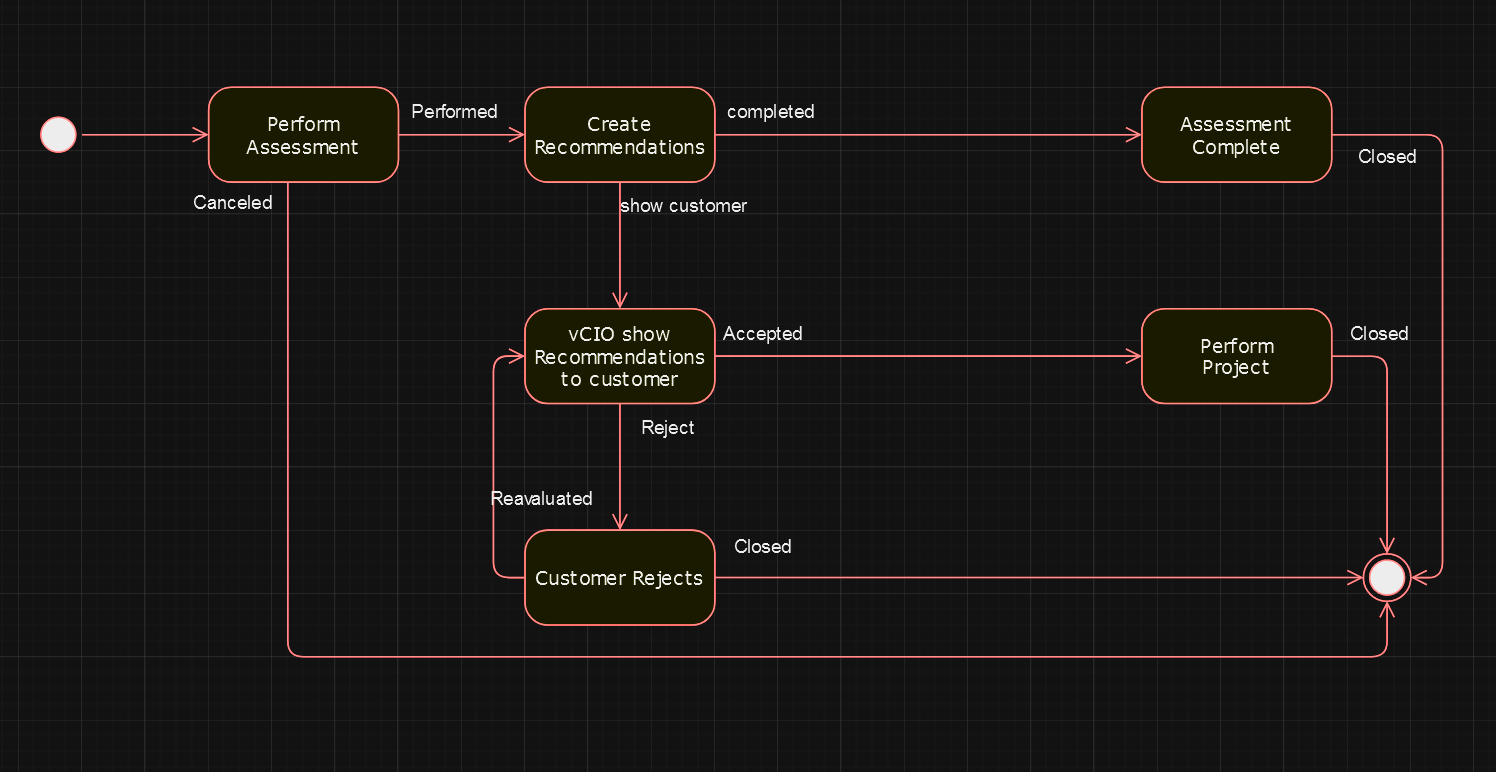 Perform
Assessment
Performed
Create
Recommendations
completed
Assessment
Complete
Closed
Canceled
show customer
vCIO show
Recommendations
to customer
Accepted
Perform
Project
Closed
Reject
Reavaluated
Customer Rejects
Closed